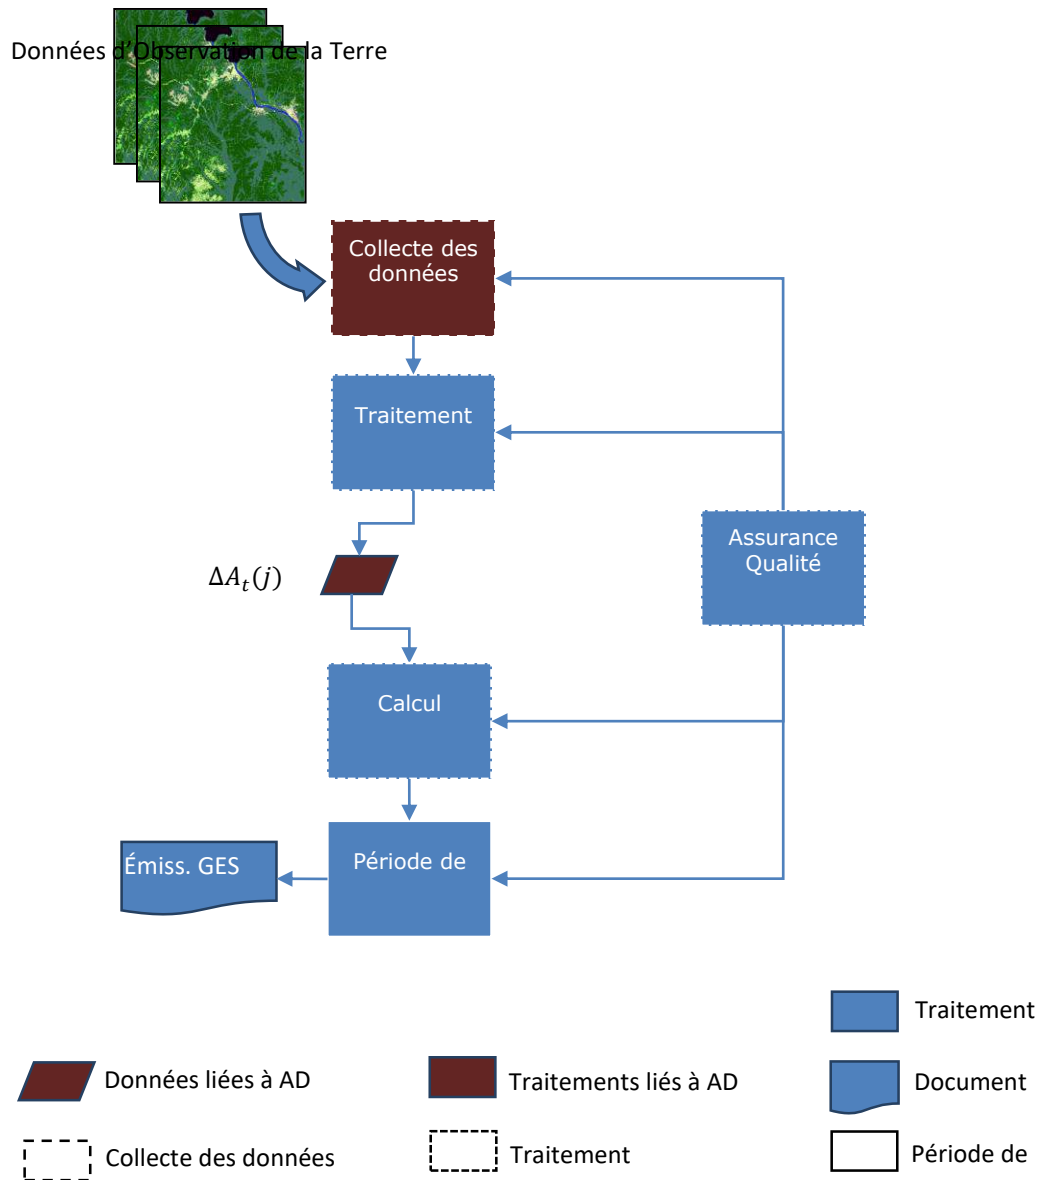 Données d'Observation de la Terre
Collecte des
données
Traitement
Assurance
Qualité
ΔAₜ(j)
Calcul
Période de
Émiss. GES
Traitement
Données liées à AD
Traitements liés à AD
Document
Collecte des données
Traitement
Période de